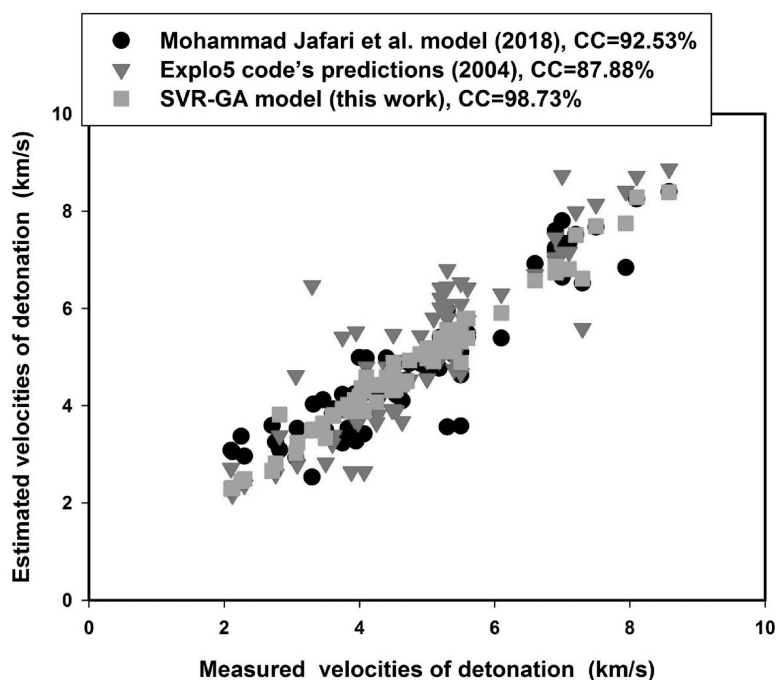 Mohammad Jafari et al. model (2018), CC=92.53%
Explo5 code's predictions (2004), CC=87.88%
SVR-GA model (this work), CC=98.73%
Estimated velocities of detonation (km/s)
10
8
6
4
2
0
0 2 4 6 8 10
Measured velocities of detonation (km/s)